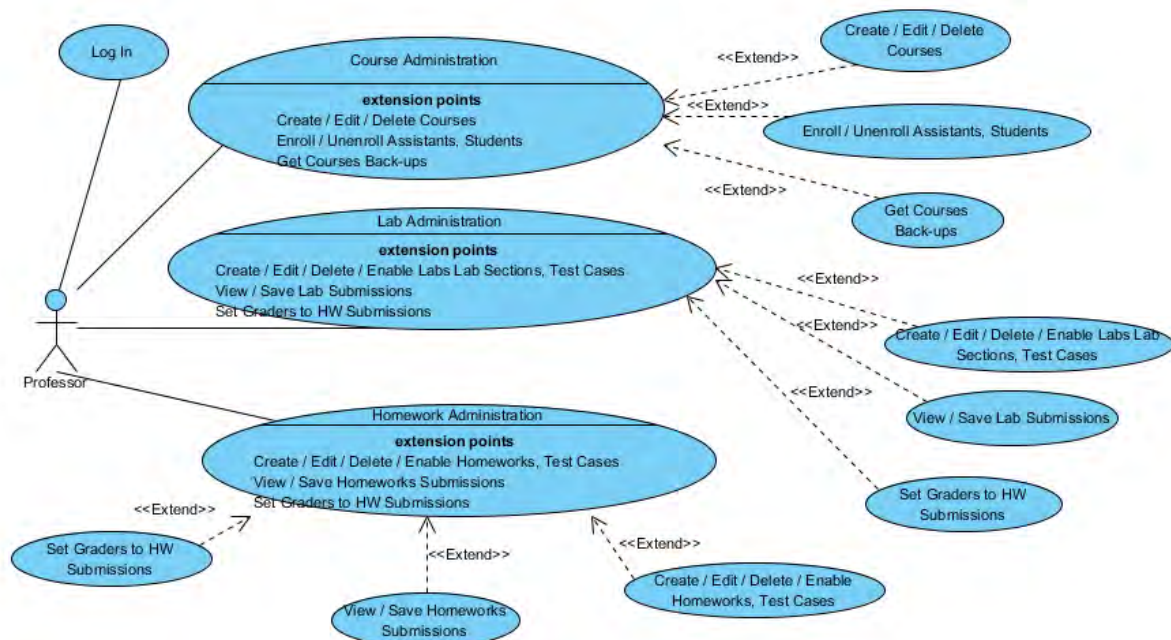 Log In
Course Administration
extension points
Create / Edit / Delete Courses
Enroll / Unenroll Assistants, Students
Get Courses Back-ups
<<Extend>>
Create / Edit / Delete
Courses
<<Extend>>
Enroll / Unenroll Assistants, Students
<<Extend>>
Get Courses
Back-ups
Lab Administration
extension points
Create / Edit / Delete / Enable Labs Lab Sections, Test Cases
View / Save Lab Submissions
Set Graders to HW Submissions
<<Extend>>
Create / Edit / Delete / Enable Labs Lab
Sections, Test Cases
<<Extend>>
View / Save Lab Submissions
<<Extend>>
Set Graders to HW
Submissions
Professor
Homework Administration
extension points
Create / Edit / Delete / Enable Homeworks, Test Cases
View / Save Homeworks Submissions
Set Graders to HW Submissions
<<Extend>>
Set Graders to HW
Submissions
<<Extend>>
View / Save Homeworks
Submissions
<<Extend>>
Create / Edit / Delete / Enable
Homeworks, Test Cases